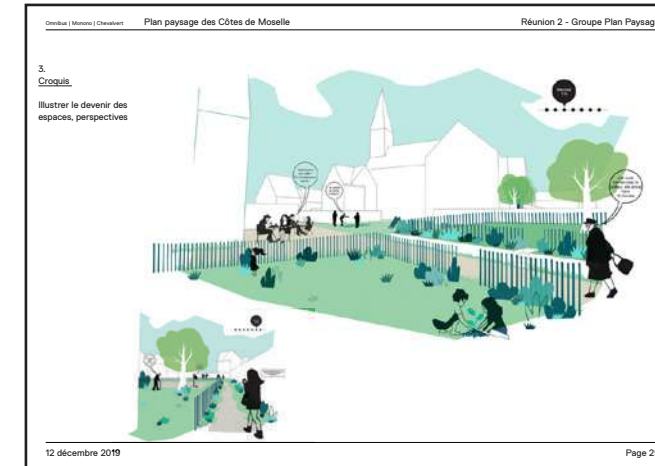 Omnibus | Monono | Chevalvert
Plan paysage des Côtes de Moselle
Réunion 2 - Groupe Plan Paysag
3.
Croquis
Illustrer le devenir des
espaces, perspectives
12 décembre 2019
Page 2